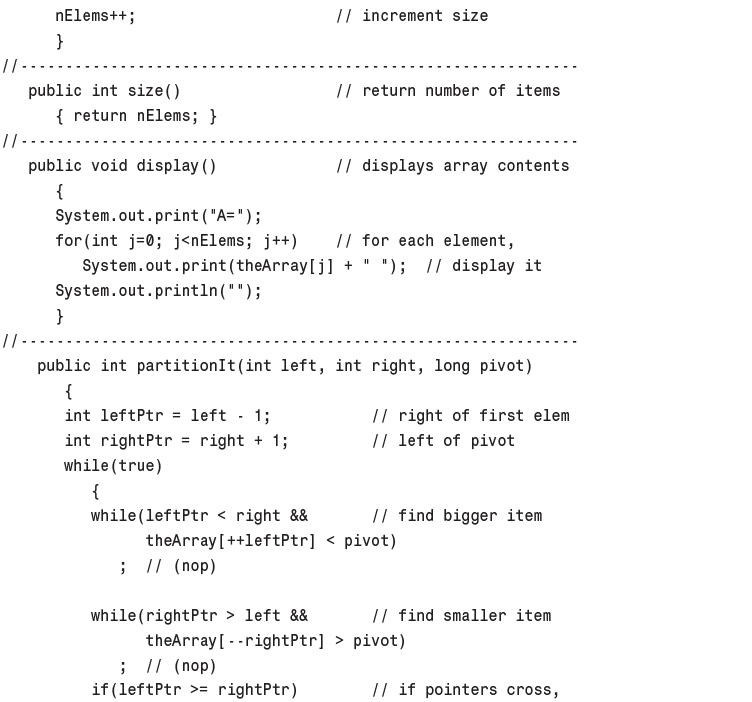 nElems++;                      // increment size
      }
//--------------------------------------------------------------
   public int size()                 // return number of items
      { return nElems; }
//--------------------------------------------------------------
   public void display()             // displays array contents
      {
      System.out.print("A=");
      for(int j=0; j<nElems; j++)    // for each element,
         System.out.print(theArray[j] + " ");  // display it
      System.out.println("");
      }
//--------------------------------------------------------------
    public int partitionIt(int left, int right, long pivot)
       {
       int leftPtr = left - 1;           // right of first elem
       int rightPtr = right + 1;         // left of pivot
       while(true)
          {
          while(leftPtr < right &&       // find bigger item
                theArray[++leftPtr] < pivot)
             ;  // (nop)

          while(rightPtr > left &&       // find smaller item
                theArray[--rightPtr] > pivot)
             ;  // (nop)
          if(leftPtr >= rightPtr)        // if pointers cross,